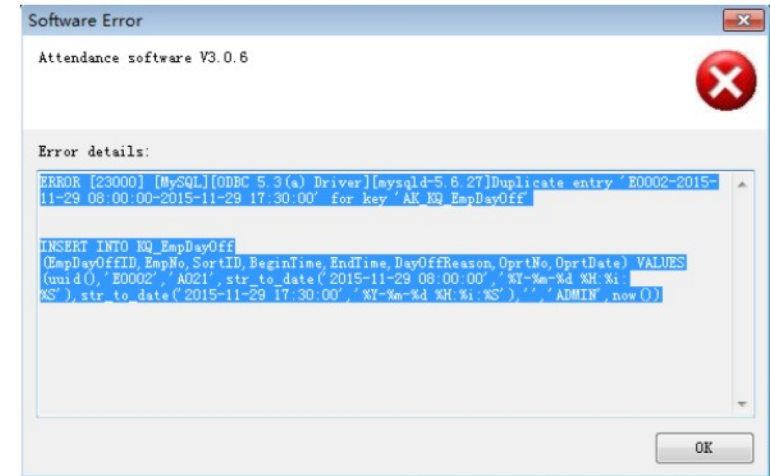 Software Error
Attendance software V3.0.6
Error details:
ERROR [23000] [MySQL][ODBC 5.3(a) Driver][mysqld-5.6.27]Duplicate entry 'E0002-2015-
11-29 08:00:00-2015-11-29 17:30:00' for key 'AK_KQ_EmpDayOff'
INSERT INTO KQ_EmpDayOff
(EmpDayOffID,EmpNo,SortID,BeginTime,EndTime,DayOffReason,OprtNo,OprtDate) VALUES
(uuid(),'E0002','A021',str_to_date('2015-11-29 08:00:00','%Y-%m-%d %H:%i:
%S'),str_to_date('2015-11-29 17:30:00','%Y-%m-%d %H:%i:%S'),'','ADMIN',now())
OK